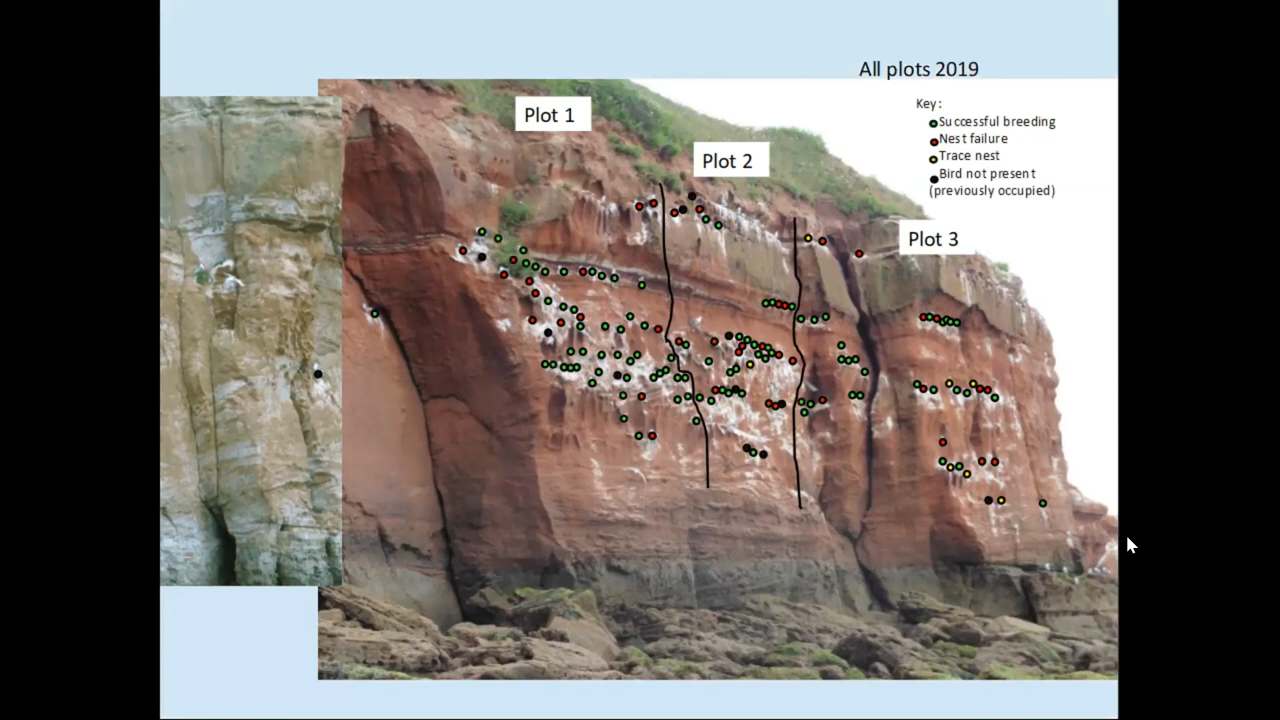 All plots 2019
Key:
Successful breeding
Nest failure
Trace nest
Bird not present
(previously occupied)
Plot 1
Plot 2
Plot 3